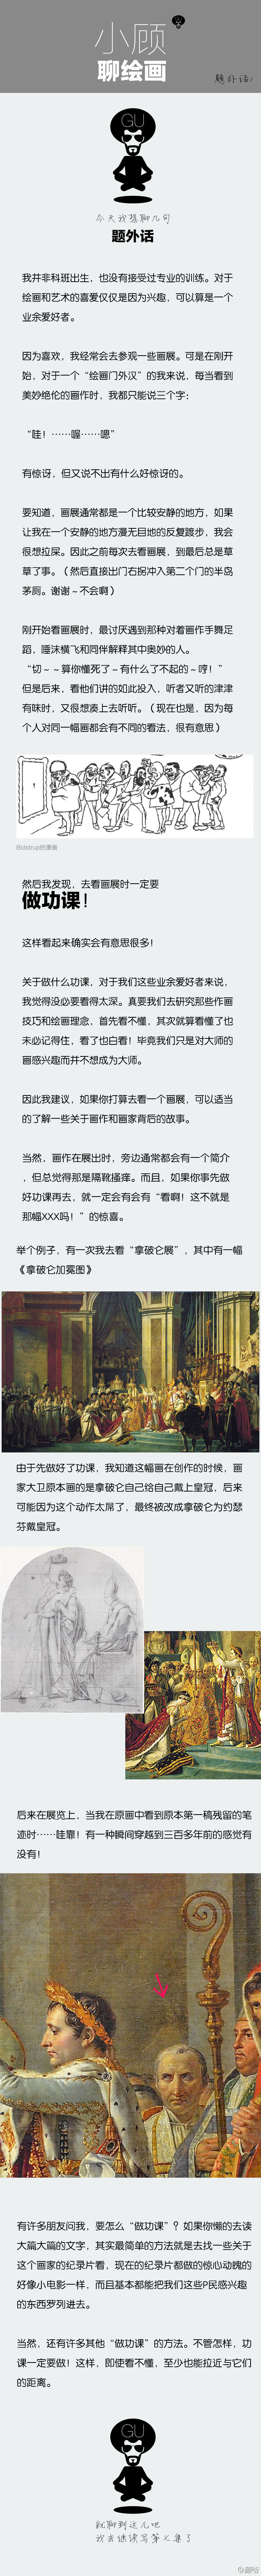 小顾
聊绘画
题外话1
GU
今天我想聊几句
题外话
我并非科班出生，也没有接受过专业的训练。对于
绘画和艺术的喜爱仅仅是因为兴趣，可以算是一个
业余爱好者。
因为喜欢，我经常会去参观一些画展。可是在刚开
始，对于一个“绘画门外汉”的我来说，每当看到
美妙绝伦的画作时，我都只能说三个字：
“哇！……喔……嗯”
有惊讶，但又说不出有什么好惊讶的。
要知道，画展通常都是一个比较安静的地方，如果
让我在一个安静的地方漫无目地的反复踱步，我会
很想拉屎。因此之前每次去看画展，到最后总是草
草了事。（然后直接出门右拐冲入第二个门的半岛
茅厕。谢谢～不会啊）
刚开始看画展时，最讨厌遇到那种对着画作手舞足
蹈，唾沫横飞和同伴解释其中奥妙的人。
“切～～算你懂死了～有什么了不起的～哼！”
但是后来，看他们讲的如此投入，听者又听的津津
有味时，又很想奏上去听听。（现在也是，因为每
个人对同一幅画都会有不同的看法，很有意思）
Bidstrup的漫画
然后我发现，去看画展时一定要
做功课！
这样看起来确实会有意思很多！
关于做什么功课，对于我们这些业余爱好者来说，
我觉得没必要看得太深。真要我们去研究那些作画
技巧和绘画理念，首先看不懂，其次就算看懂了也
未必记得住，看了也白看！毕竟我们只是对大师的
画感兴趣而并不想成为大师。
因此我建议，如果你打算去看一个画展，可以适当
的了解一些关于画作和画家背后的故事。
当然，画作在展出时，旁边通常都会有一个简介
，但总觉得那是隔靴搔痒。而且，如果你事先做
好功课再去，就一定会有会有“看啊！这不就是
那幅XXX吗！”的惊喜。
举个例子，有一次我去看“拿破仑展”，其中有一幅
《拿破仑加冕图》
由于先做好了功课，我知道这幅画在创作的时候，画
家大卫原本画的是拿破仑自己给自己戴上皇冠，后来
可能因为这个动作太屌了，最终被改成拿破仑为约瑟
芬戴皇冠。
后来在展览上，当我在原画中看到原本第一稿残留的笔
迹时……哇靠！有一种瞬间穿越到三百多年前的感觉有
没有！
有许多朋友问我，要怎么“做功课”？如果你懒的去读
大篇大篇的文字，其实最简单的方法就是去找一些关于
这个画家的纪录片看，现在的纪录片都做的惊心动魄的
好像小电影一样，而且基本都能把我们这些P民感兴趣
的东西罗列进去。
当然，还有许多其他“做功课”的方法。不管怎样，功
课一定要做！这样，即使看不懂，至少也能拉近与它们
的距离。
GU
就聊到这儿吧
我去继续写第七集了